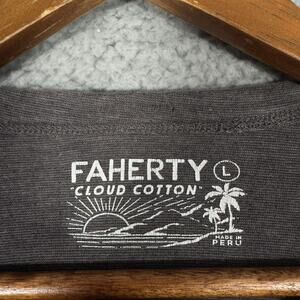 FAHERTY L
"CLOUD COTTON"
MADE IN
PERU